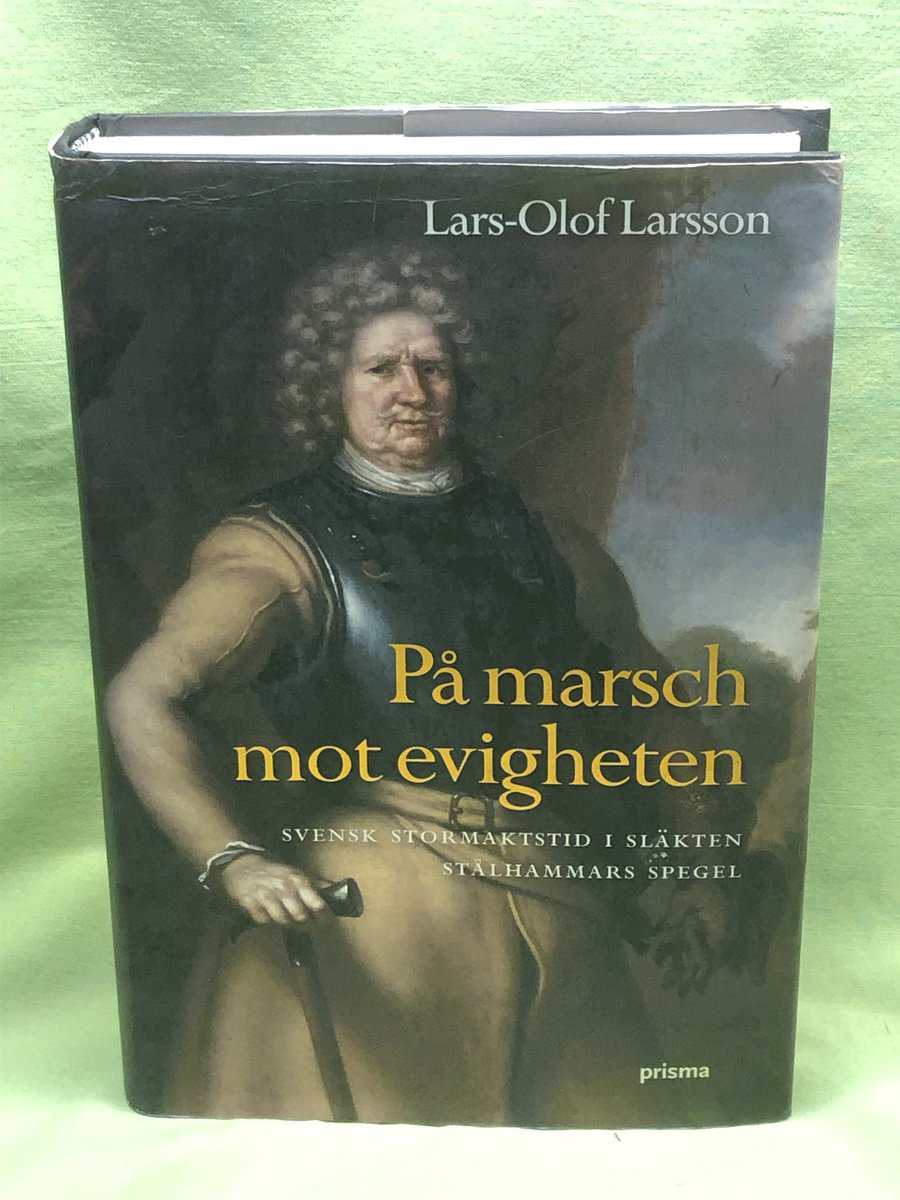 Lars-Olof Larsson
På marsch
mot evigheten
SVENSK STORMAKTSTID I SLÄKTEN
STÅLHAMMARS SPEGEL
prisma